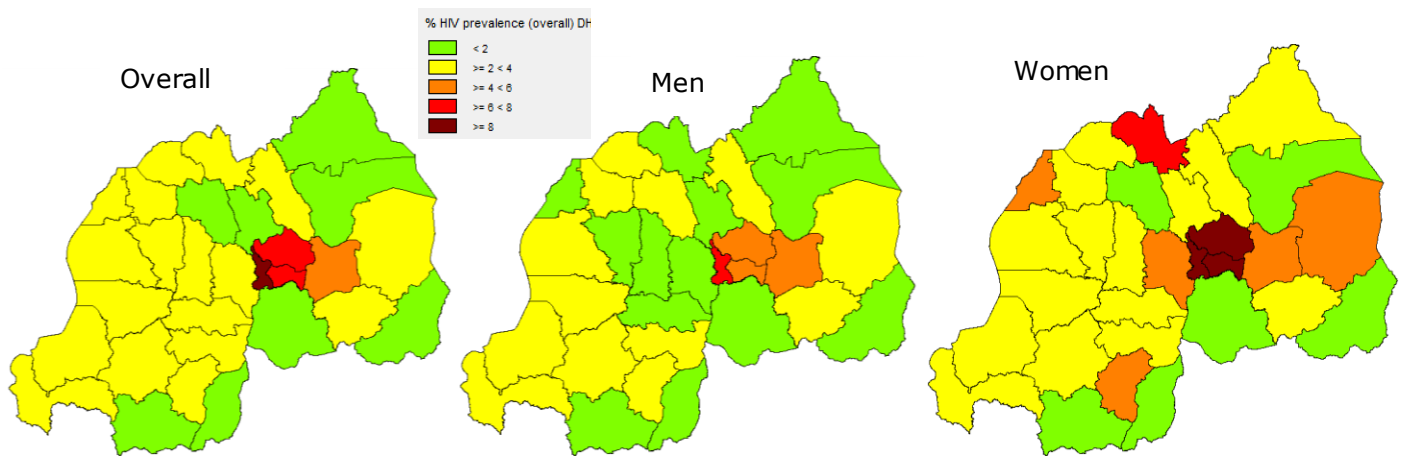 % HIV prevalence (overall) DH
< 2
>= 2 < 4
>= 4 < 6
>= 6 < 8
>= 8
Overall
Men
Women